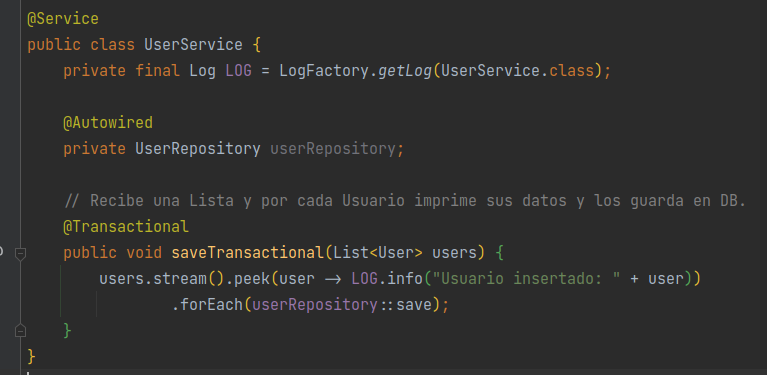 @Service
public class UserService {
private final Log LOG = LogFactory.getLog(UserService.class);
@Autowired
private UserRepository userRepository;
// Recibe una Lista y por cada Usuario imprime sus datos y los guarda en DB.
@Transactional
public void saveTransactional(List<User> users) {
users.stream().peek(user -> LOG.info("Usuario insertado: " + user))
.forEach(userRepository::save);
}
}